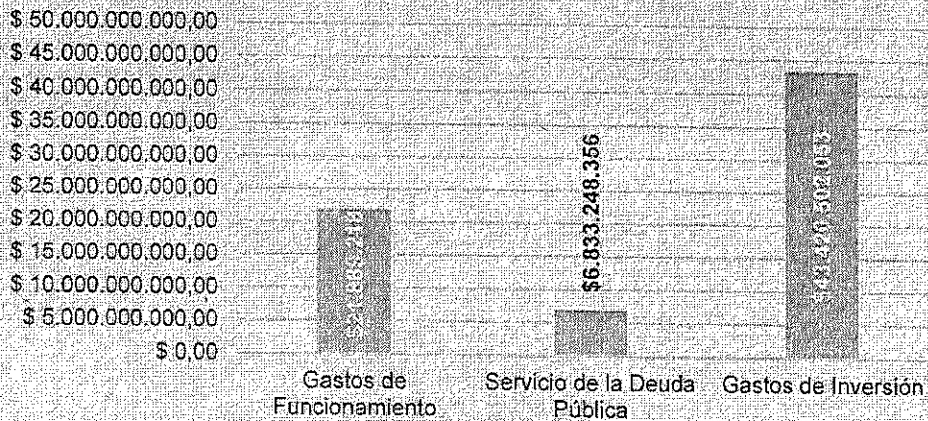 $ 50.000.000.000,00
$ 45.000.000.000,00
$ 40.000.000.000,00
$ 35.000.000.000,00
$ 30.000.000.000,00
$ 25.000.000.000,00
$ 20.000.000.000,00
$ 15.000.000.000,00
$ 10.000.000.000,00
$ 5.000.000.000,00
$ 0,00
$6.833.248.356
Gastos de
Funcionamiento
Servicio de la Deuda
Pública
Gastos de Inversión